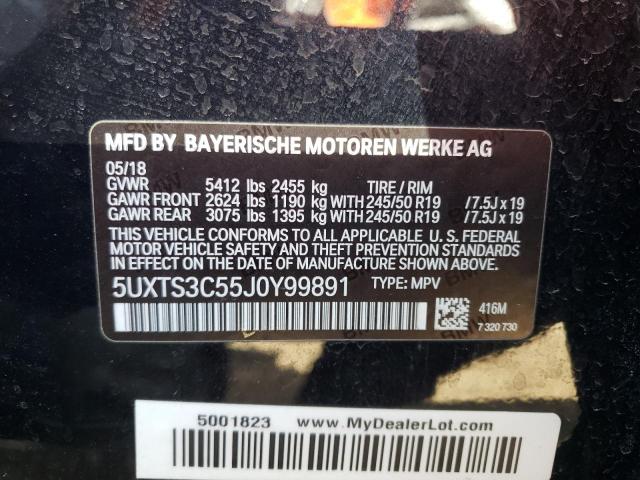 MFD BY BAYERISCHE MOTOREN WERKE AG
05/18
GVWR 5412 lbs 2455 kg TIRE / RIM
GAWR FRONT 2624 lbs 1190 kg WITH 245/50 R19 /7.5J x 19
GAWR REAR 3075 lbs 1395 kg WITH 245/50 R19 /7.5J x 19
THIS VEHICLE CONFORMS TO ALL APPLICABLE U. S. FEDERAL
MOTOR VEHICLE SAFETY AND THEFT PREVENTION STANDARDS
IN EFFECT ON THE DATE OF MANUFACTURE SHOWN ABOVE.
5UXTS3C55J0Y99891 TYPE: MPV
416M
7 320 730
5001823 www.MyDealerLot.com